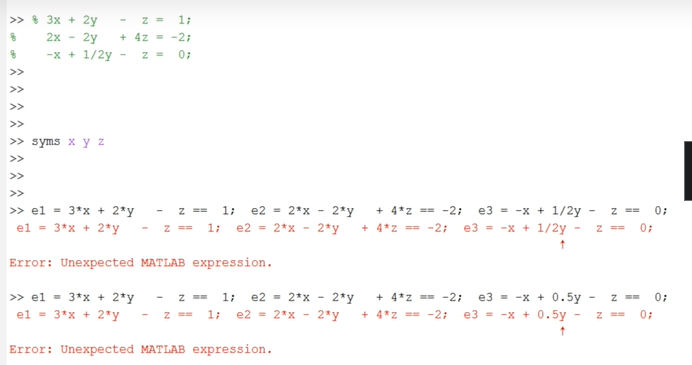 >> % 3x + 2y   -  z =  1;
%    2x - 2y   + 4z = -2;
%    -x + 1/2y -  z =  0;
>>
>>
>>
>>
>> syms x y z
>>
>>
>>
>> e1 = 3*x + 2*y   -  z ==  1;  e2 = 2*x - 2*y   + 4*z == -2;  e3 = -x + 1/2y -  z ==  0;
e1 = 3*x + 2*y   -  z ==  1;  e2 = 2*x - 2*y   + 4*z == -2;  e3 = -x + 1/2y -  z ==  0;
↑
Error: Unexpected MATLAB expression.
>> e1 = 3*x + 2*y   -  z ==  1;  e2 = 2*x - 2*y   + 4*z == -2;  e3 = -x + 0.5y -  z ==  0;
e1 = 3*x + 2*y   -  z ==  1;  e2 = 2*x - 2*y   + 4*z == -2;  e3 = -x + 0.5y -  z ==  0;
↑
Error: Unexpected MATLAB expression.